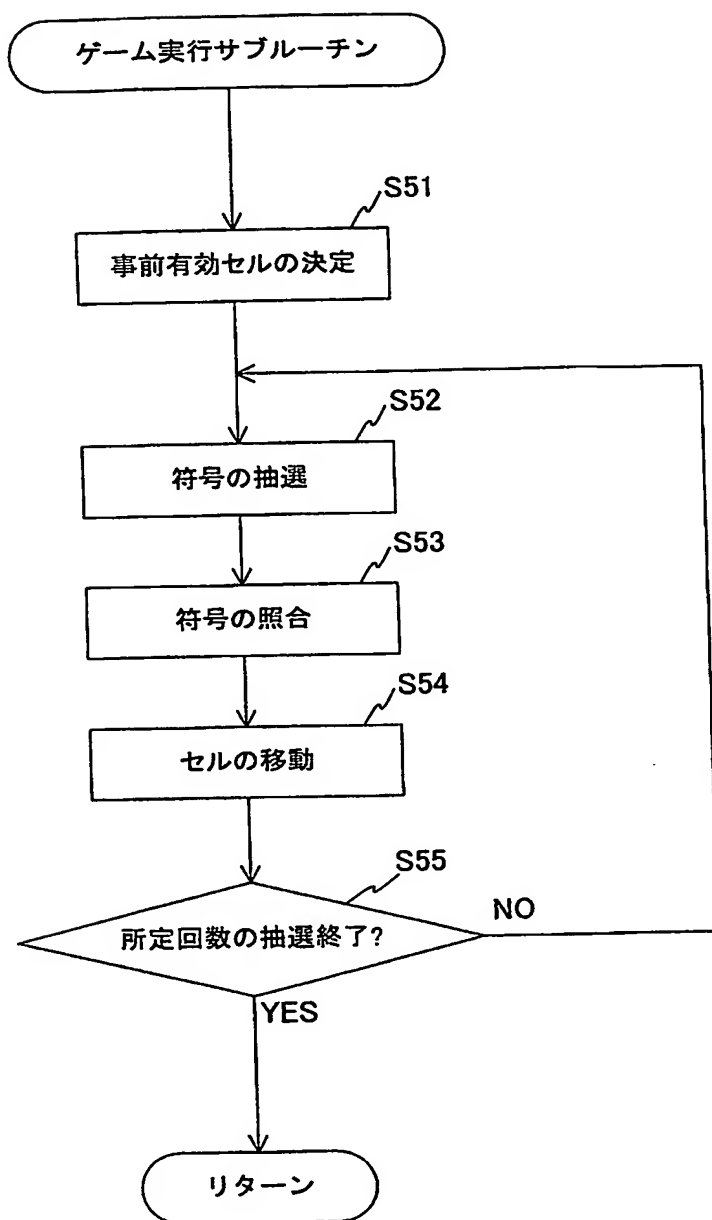 ゲーム実行サブルーチン
S51
事前有効セルの決定
S52
符号の抽選
S53
符号の照合
S54
セルの移動
S55
所定回数の抽選終了?
NO
YES
リターン